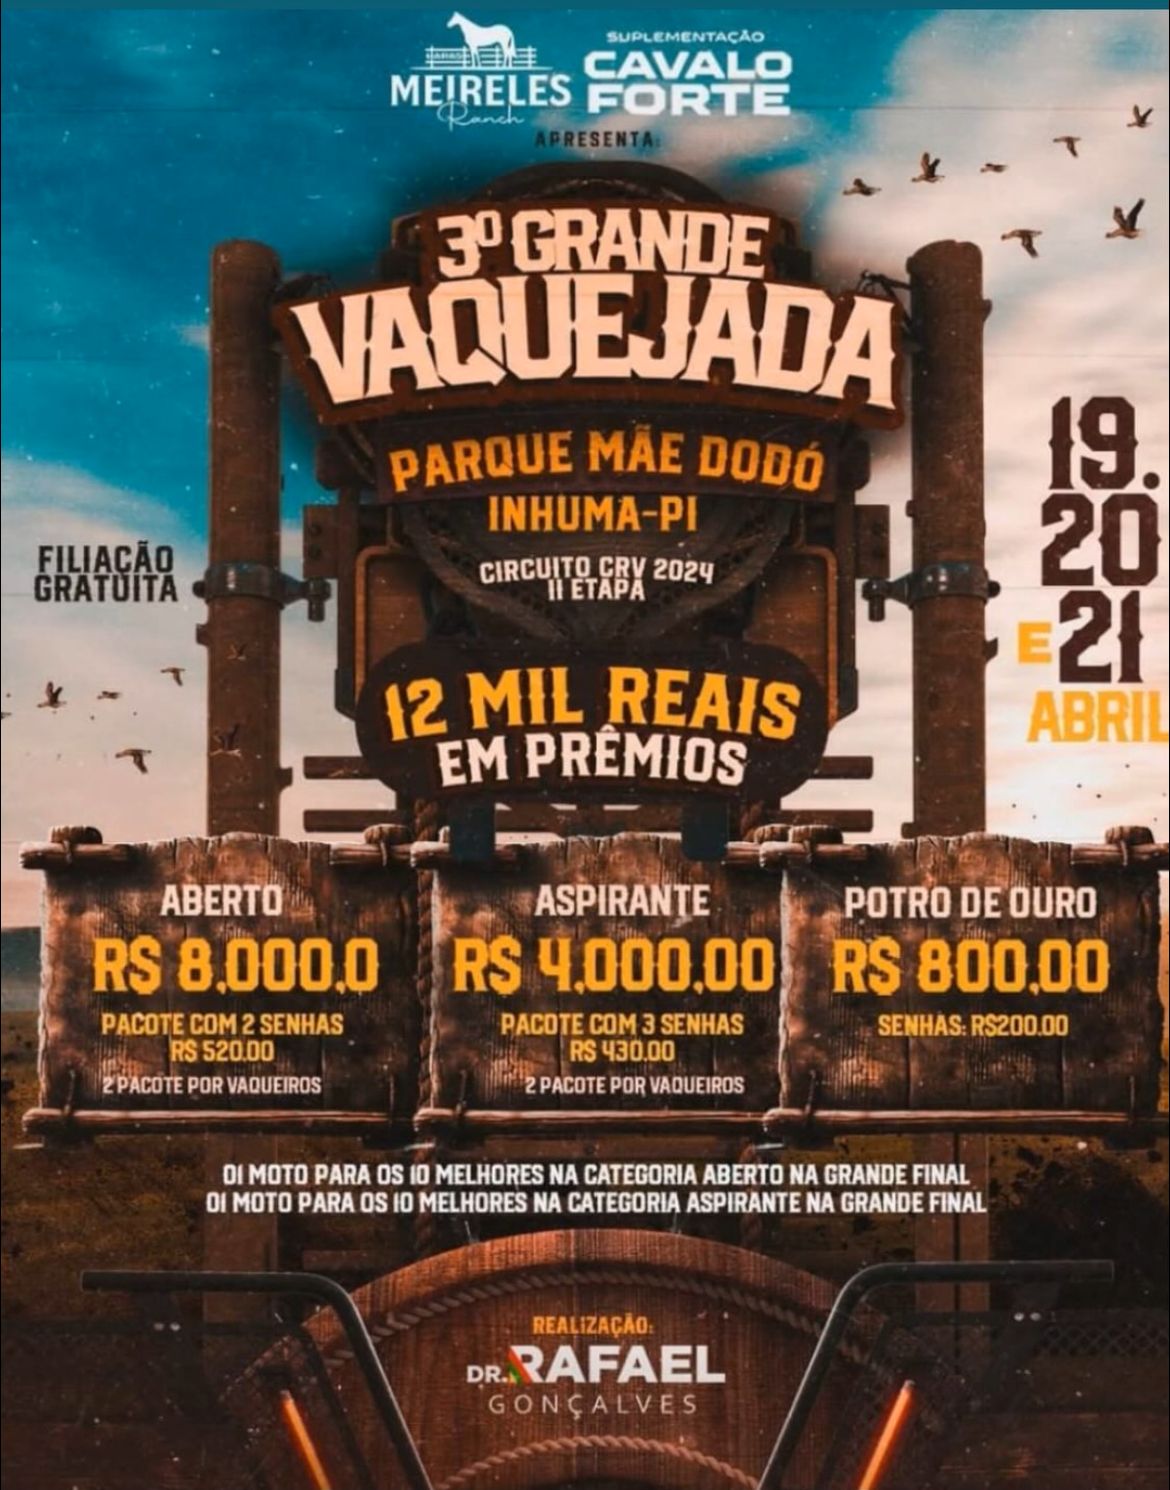 HARAS
MEIRELES
Ranch
SUPLEMENTAÇÃO
CAVALO
FORTE
APRESENTA:
3º GRANDE
VAQUEJADA
PARQUE MÃE DODÓ
INHUMA-PI
CIRCUITO CRV 2024
II ETAPA
FILIAÇÃO
GRATUITA
19.
20
E 21
ABRIL
12 MIL REAIS
EM PRÊMIOS
ABERTO
R$ 8.000,0
PACOTE COM 2 SENHAS
R$ 520.00
2 PACOTE POR VAQUEIROS
ASPIRANTE
R$ 4.000,00
PACOTE COM 3 SENHAS
R$ 430.00
2 PACOTE POR VAQUEIROS
POTRO DE OURO
R$ 800,00
SENHAS: R$200.00
01 MOTO PARA OS 10 MELHORES NA CATEGORIA ABERTO NA GRANDE FINAL
01 MOTO PARA OS 10 MELHORES NA CATEGORIA ASPIRANTE NA GRANDE FINAL
REALIZAÇÃO:
DR. RAFAEL
GONÇALVES